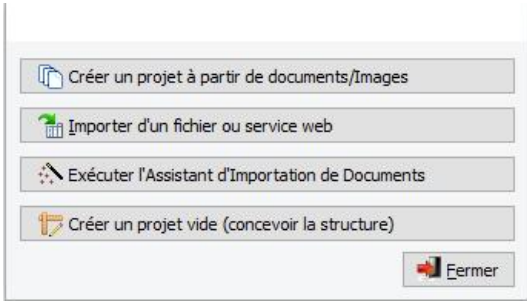 Créer un projet à partir de documents/Images
Importer d'un fichier ou service web
Exécuter l'Assistant d'Importation de Documents
Créer un projet vide (concevoir la structure)
Fermer